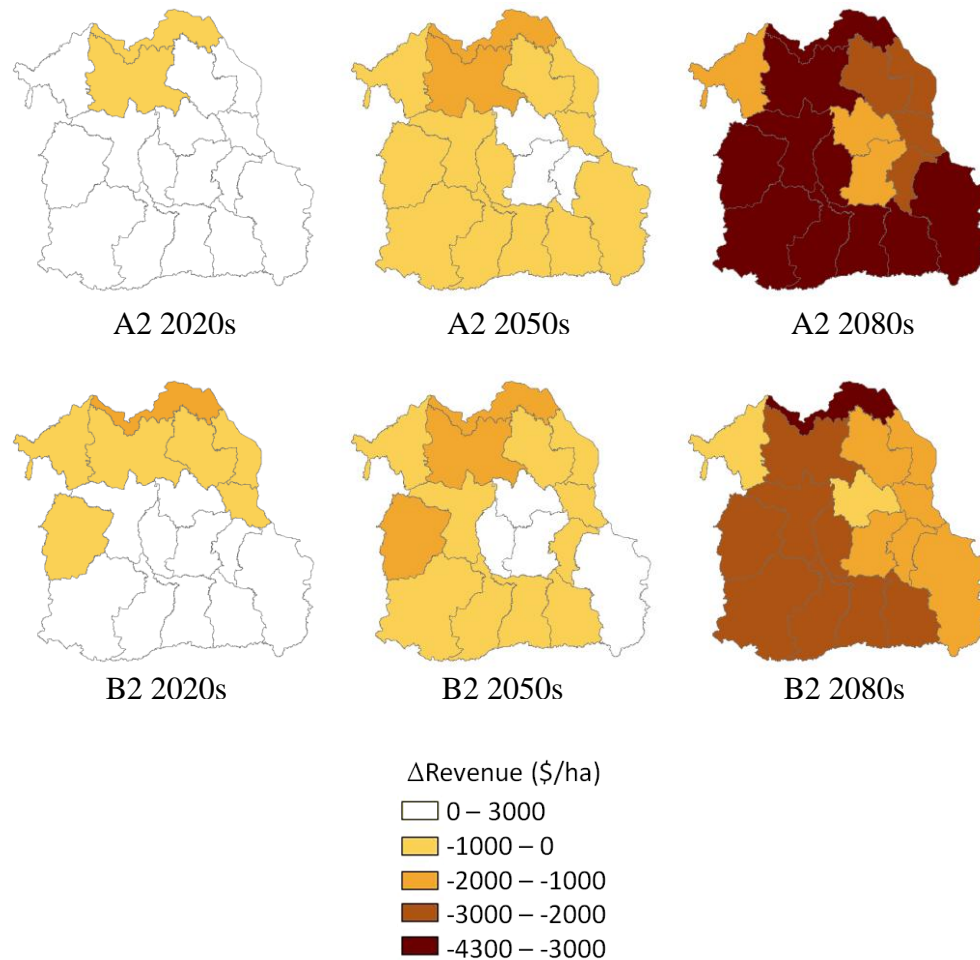 A2 2020s
A2 2050s
A2 2080s
B2 2020s
B2 2050s
B2 2080s
ΔRevenue ($/ha)
0 – 3000
-1000 – 0
-2000 – -1000
-3000 – -2000
-4300 – -3000